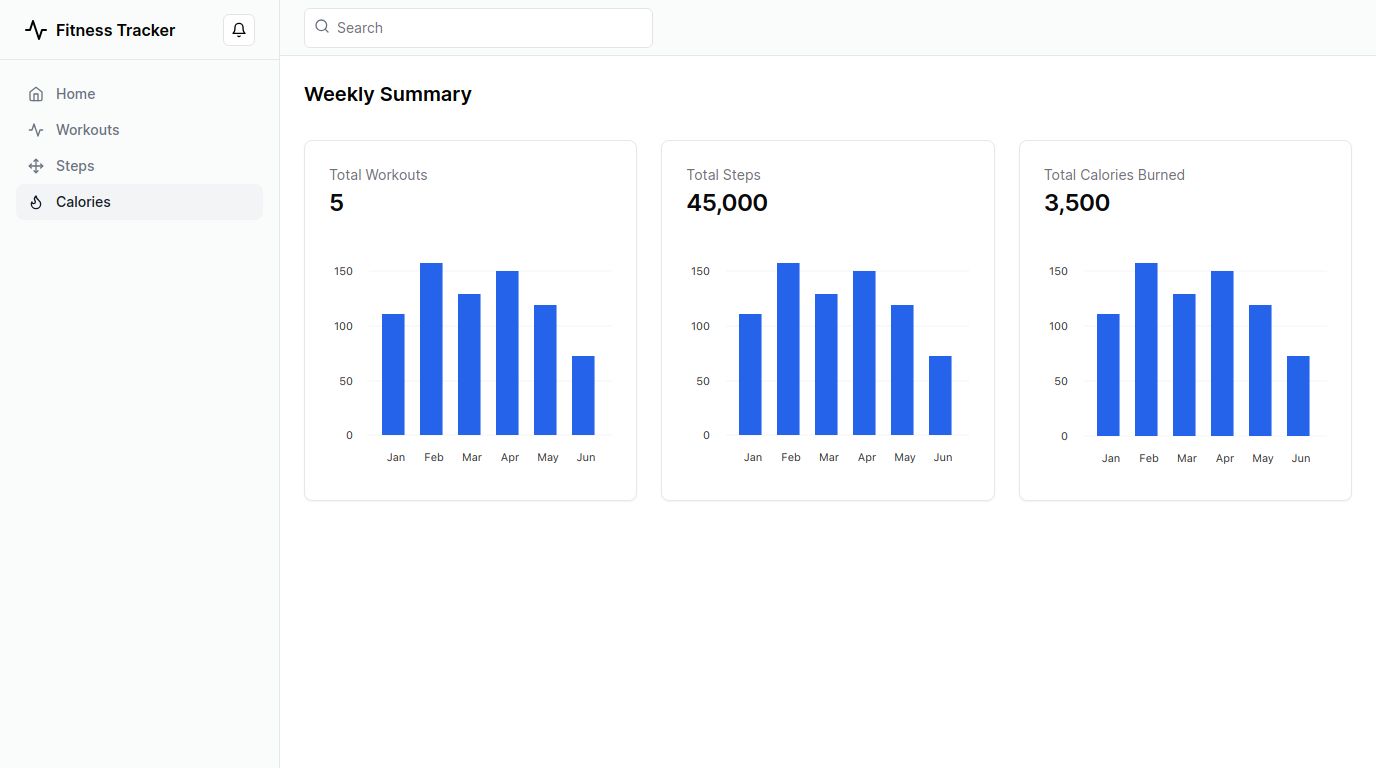 Fitness Tracker
Search
Home
Workouts
Steps
Calories
Weekly Summary
Total Workouts
5
150
100
50
0
Jan Feb Mar Apr May Jun
Total Steps
45,000
150
100
50
0
Jan Feb Mar Apr May Jun
Total Calories Burned
3,500
150
100
50
0
Jan Feb Mar Apr May Jun